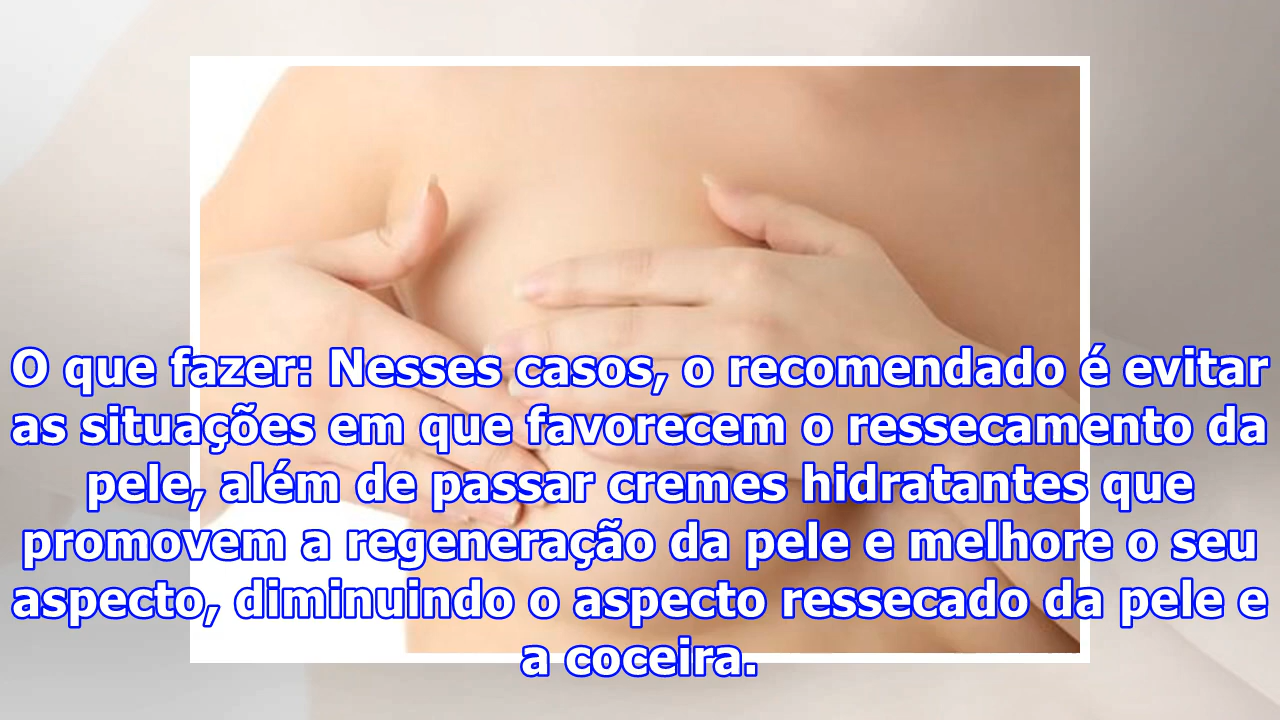 O que fazer: Nesses casos, o recomendado é evitar
as situações em que favorecem o ressecamento da
pele, além de passar cremes hidratantes que
promovem a regeneração da pele e melhore o seu
aspecto, diminuindo o aspecto ressecado da pele e
a coceira.